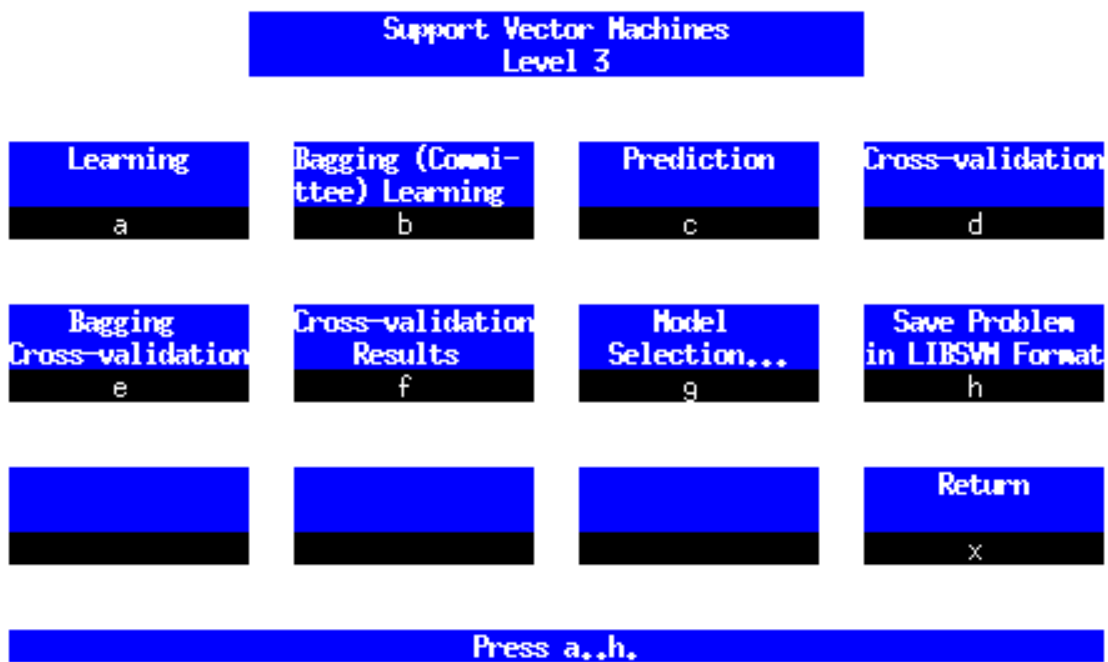 Support Vector Machines
Level 3
Learning
a
Bagging (Commi-
ttee) Learning
b
Prediction
c
Cross-validation
d
Bagging
Cross-validation
e
Cross-validation
Results
f
Model
Selection...
g
Save Problem
in LIBSVM Format
h
Return
x
Press a..h.